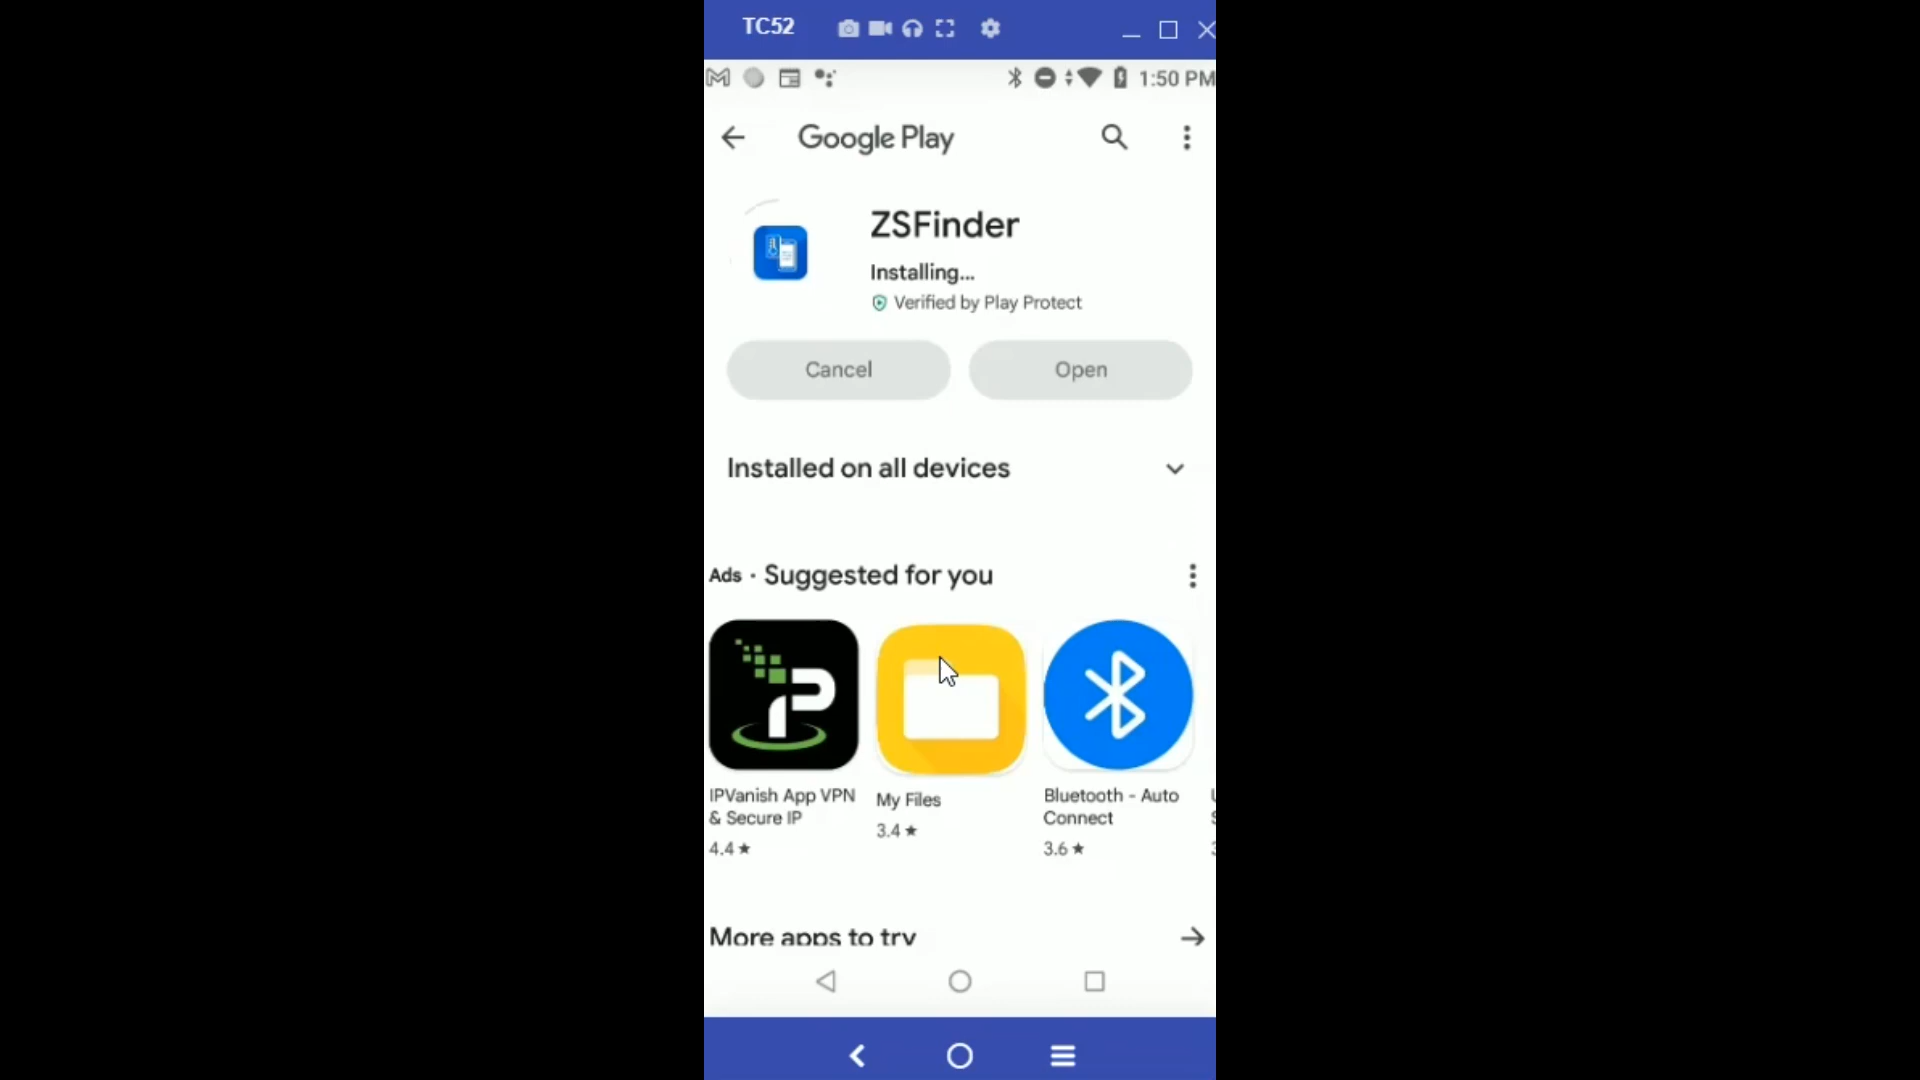 TC52
1:50 PM
Google Play
ZSFinder
Installing...
Verified by Play Protect
Cancel Open
Installed on all devices
Ads · Suggested for you
IPVanish App VPN & Secure IP
4.4 ★
My Files
3.4 ★
Bluetooth - Auto Connect
3.6 ★
More apps to try